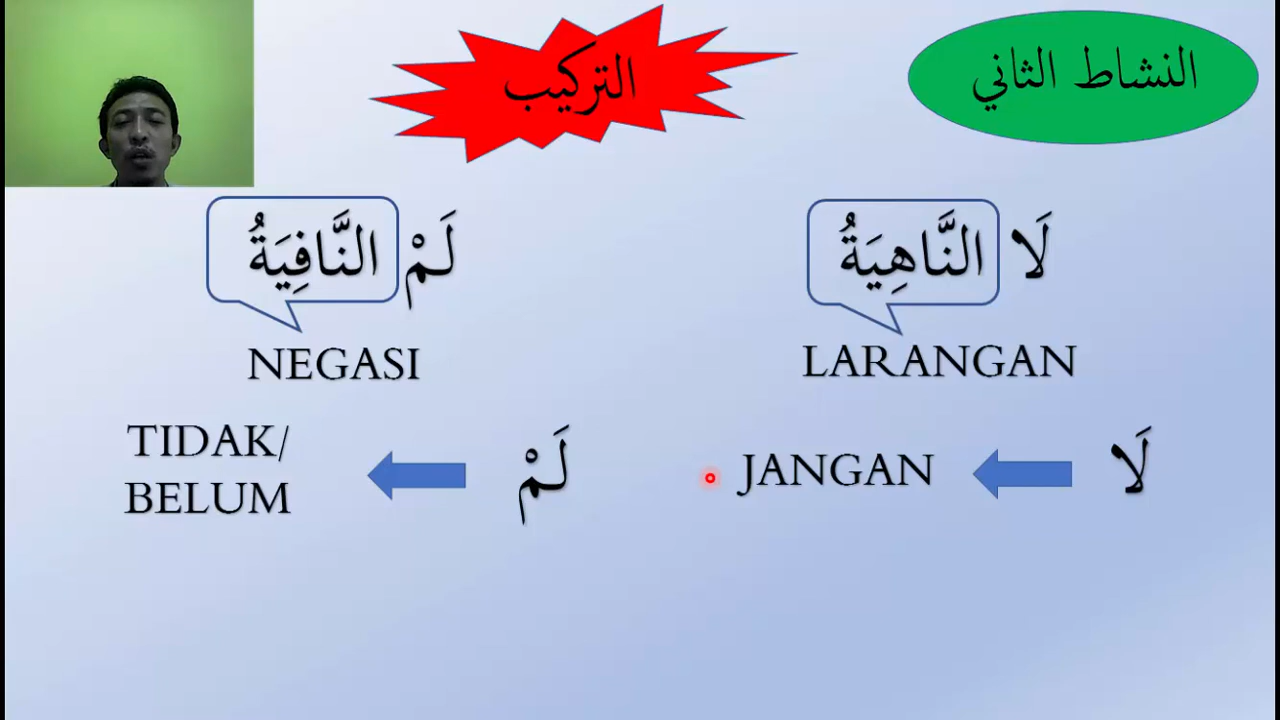 النشاط الثاني
التركيب
لَا النَّاهِيَةُ
LARANGAN
لَا
JANGAN
لَمْ النَّافِيَةُ
NEGASI
لَمْ
TIDAK/
BELUM